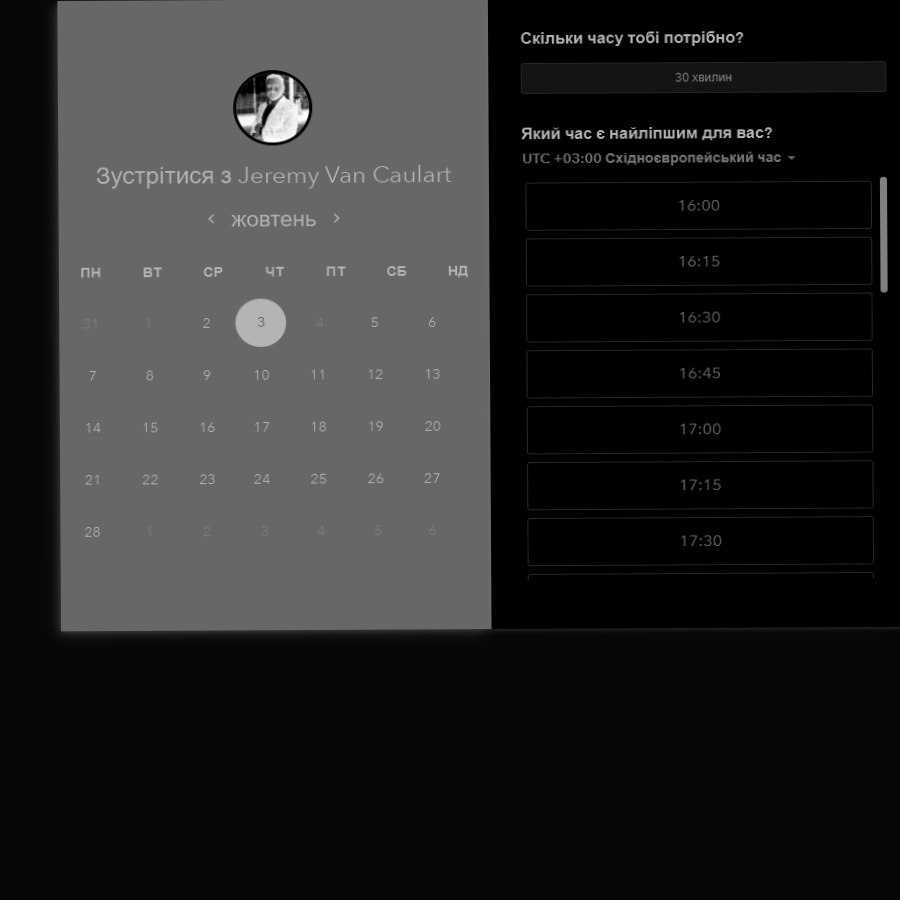 Зустрітися з Jeremy Van Caulart
жовтень
ПН ВТ СР ЧТ ПТ СБ НД
31 1 2 3 4 5 6
7 8 9 10 11 12 13
14 15 16 17 18 19 20
21 22 23 24 25 26 27
28 1 2 3 4 5 6
Скільки часу тобі потрібно?
30 хвилин
Який час є найліпшим для вас?
UTC +03:00 Східноєвропейський час
16:00
16:15
16:30
16:45
17:00
17:15
17:30